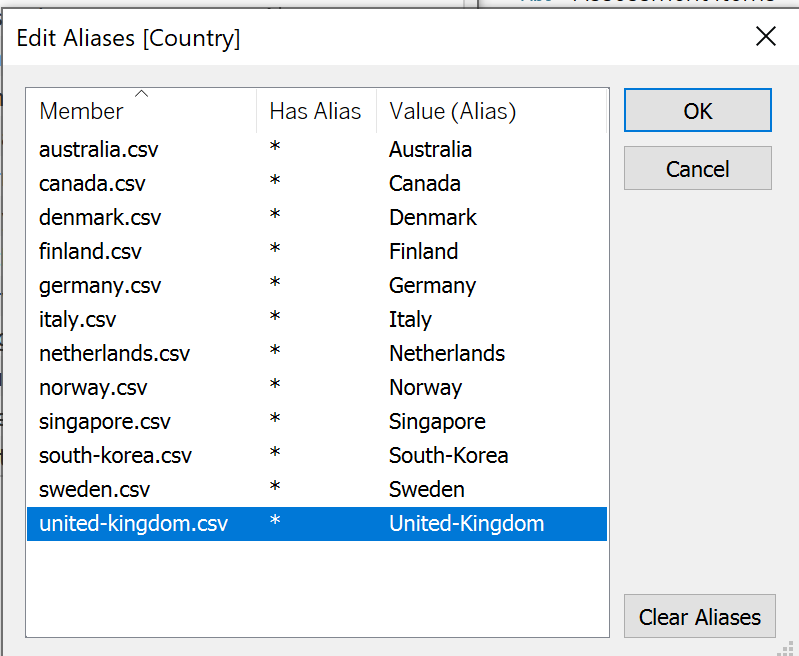 Edit Aliases [Country]
Member Has Alias Value (Alias)
australia.csv * Australia
canada.csv * Canada
denmark.csv * Denmark
finland.csv * Finland
germany.csv * Germany
italy.csv * Italy
netherlands.csv * Netherlands
norway.csv * Norway
singapore.csv * Singapore
south-korea.csv * South-Korea
sweden.csv * Sweden
united-kingdom.csv * United-Kingdom
OK
Cancel
Clear Aliases